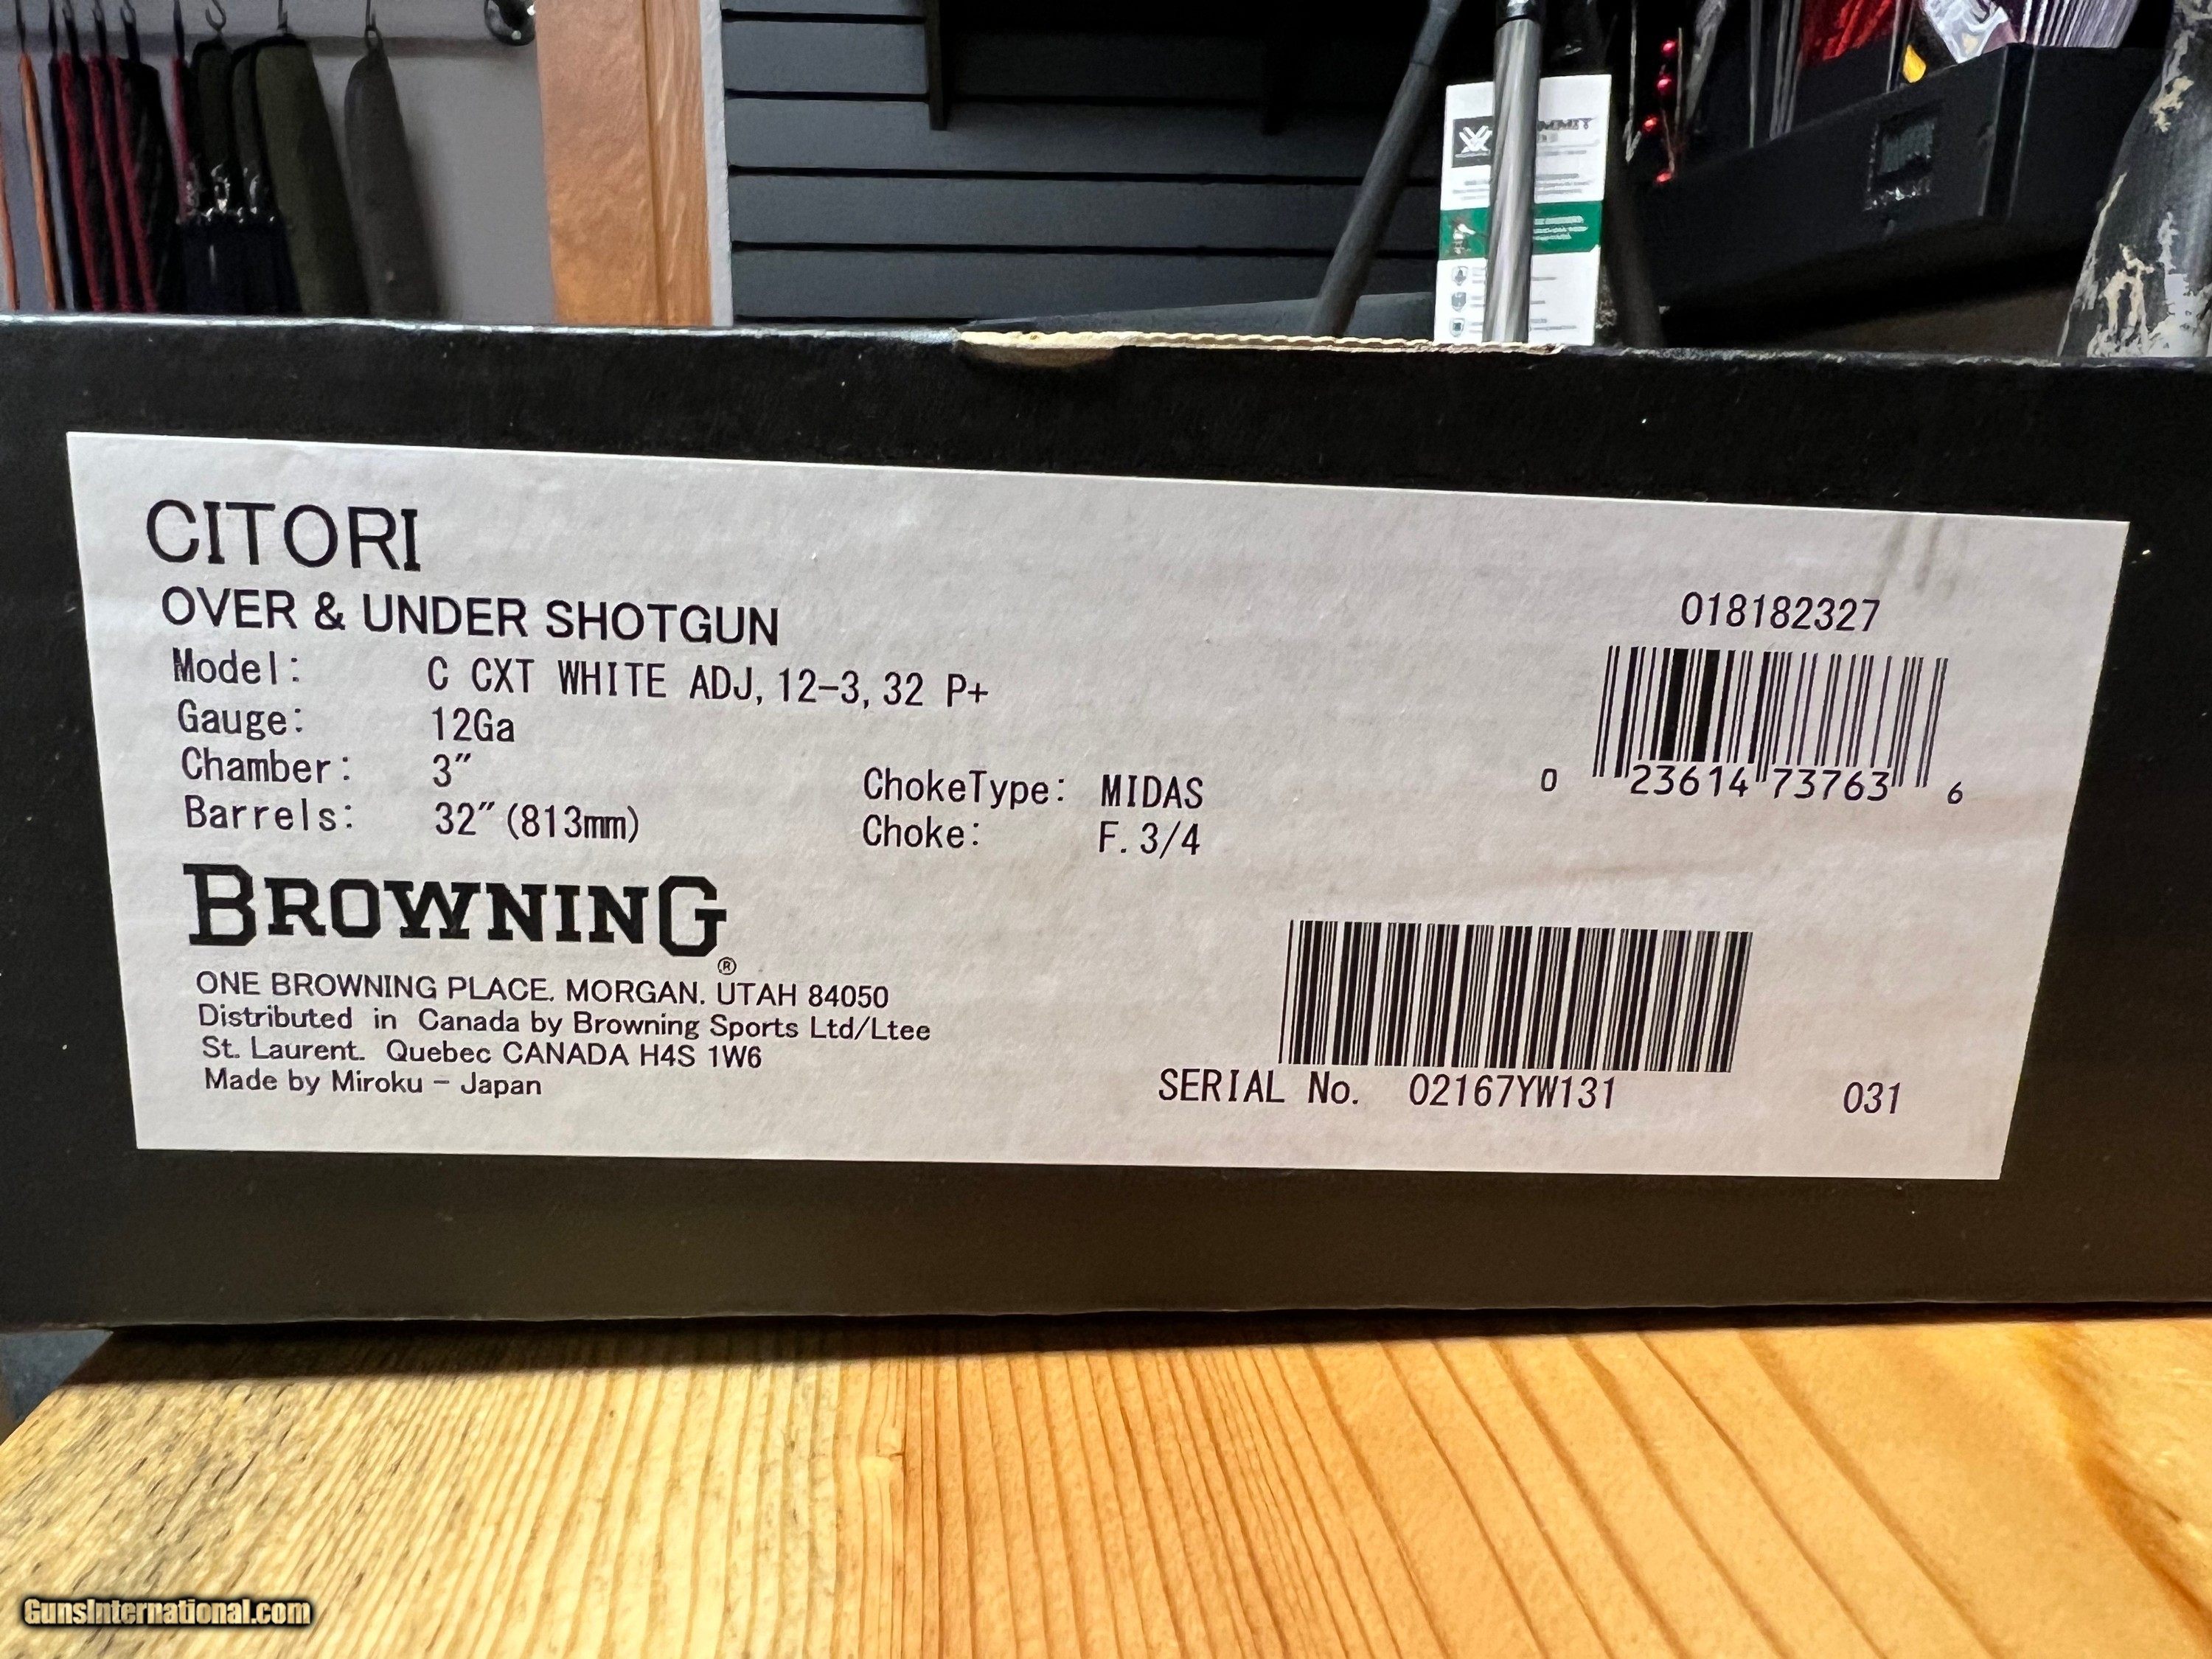 CITORI
OVER & UNDER SHOTGUN
Model: C CXT WHITE ADJ, 12-3, 32 P+
Gauge: 12Ga
Chamber: 3″
Barrels: 32″(813mm)
ChokeType: MIDAS
Choke: F. 3/4
BROWNING®
ONE BROWNING PLACE. MORGAN. UTAH 84050
Distributed in Canada by Browning Sports Ltd/Ltee
St. Laurent. Quebec CANADA H4S 1W6
Made by Miroku - Japan
018182327
0 23614 73763 6
SERIAL No. 02167YW131 031
GunsInternational.com